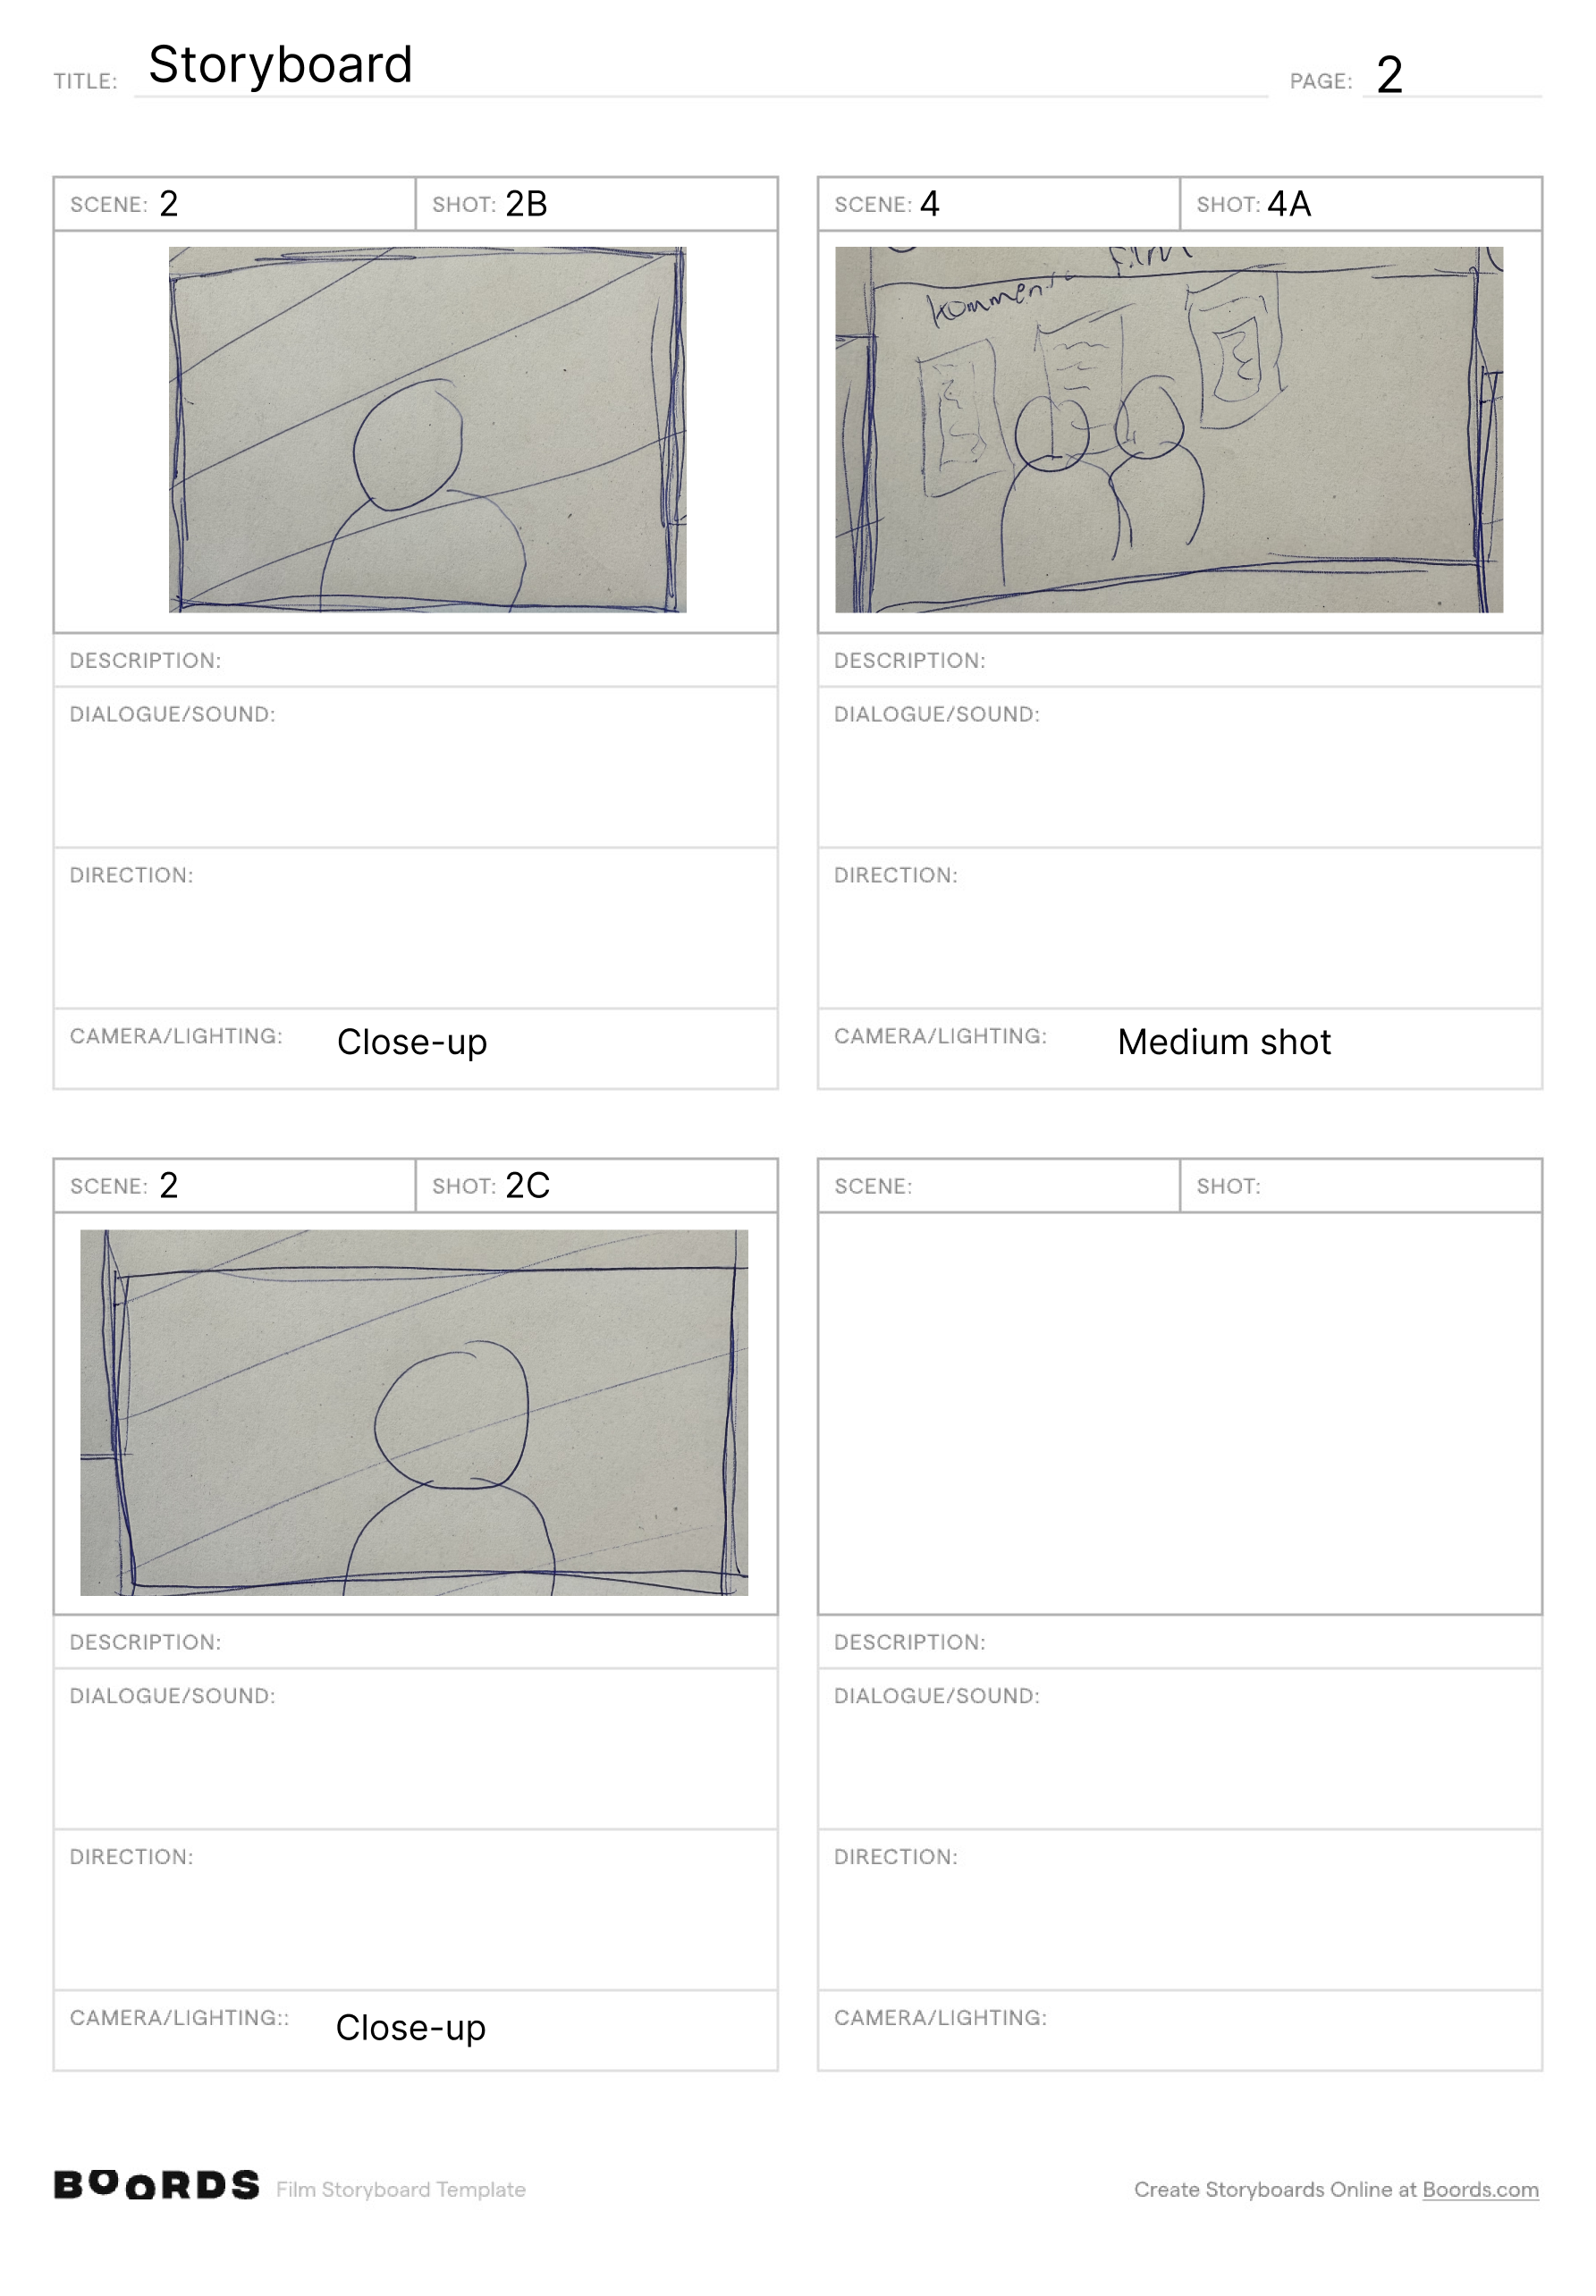 TITLE: Storyboard PAGE: 2
SCENE: 2 SHOT: 2B
Film
DESCRIPTION:
DIALOGUE/SOUND:
DIRECTION:
CAMERA/LIGHTING: Close-up
SCENE: 4 SHOT: 4A
DESCRIPTION:
DIALOGUE/SOUND:
DIRECTION:
CAMERA/LIGHTING: Medium shot
SCENE: 2 SHOT: 2C
DESCRIPTION:
DIALOGUE/SOUND:
DIRECTION:
CAMERA/LIGHTING:: Close-up
SCENE: SHOT:
DESCRIPTION:
DIALOGUE/SOUND:
DIRECTION:
CAMERA/LIGHTING:
BOORDS Film Storyboard Template
Create Storyboards Online at Boords.com